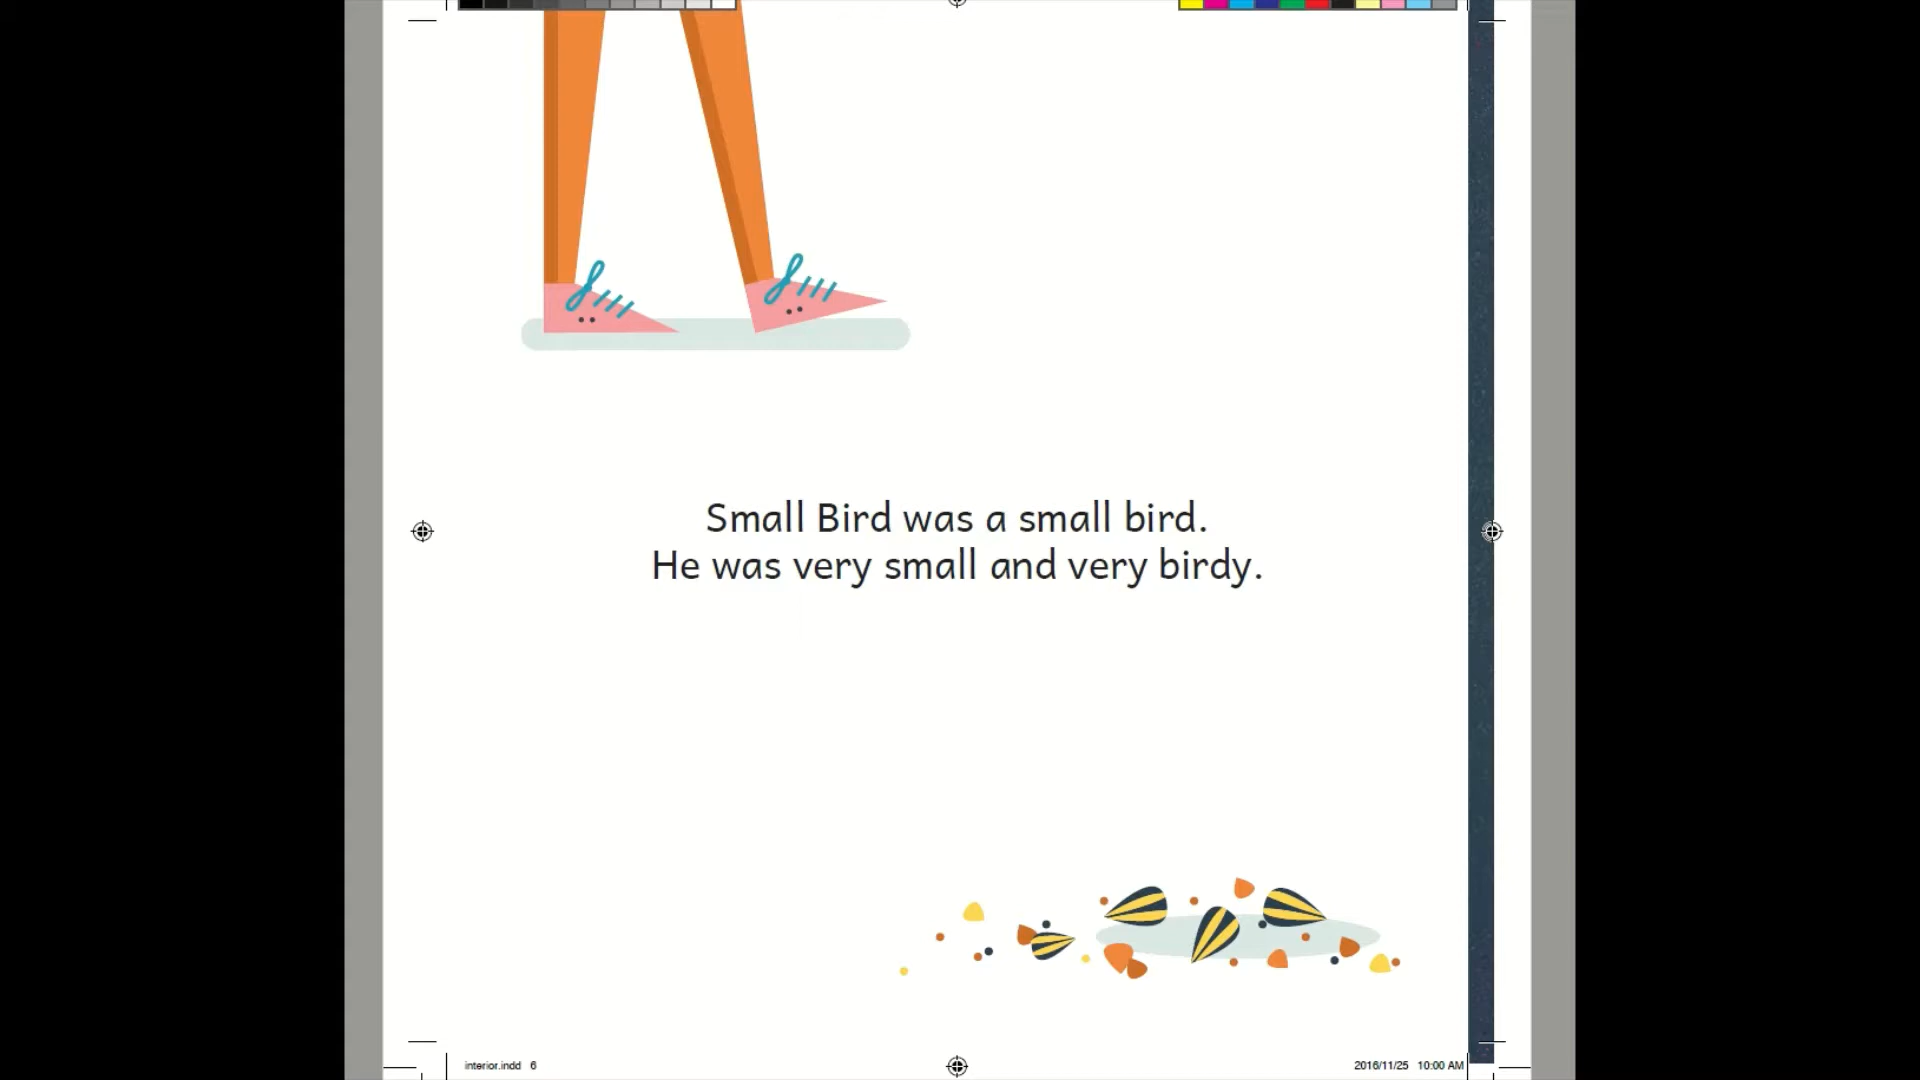 Small Bird was a small bird.
He was very small and very birdy.
interior.indd 6
2016/11/25 10:00 AM